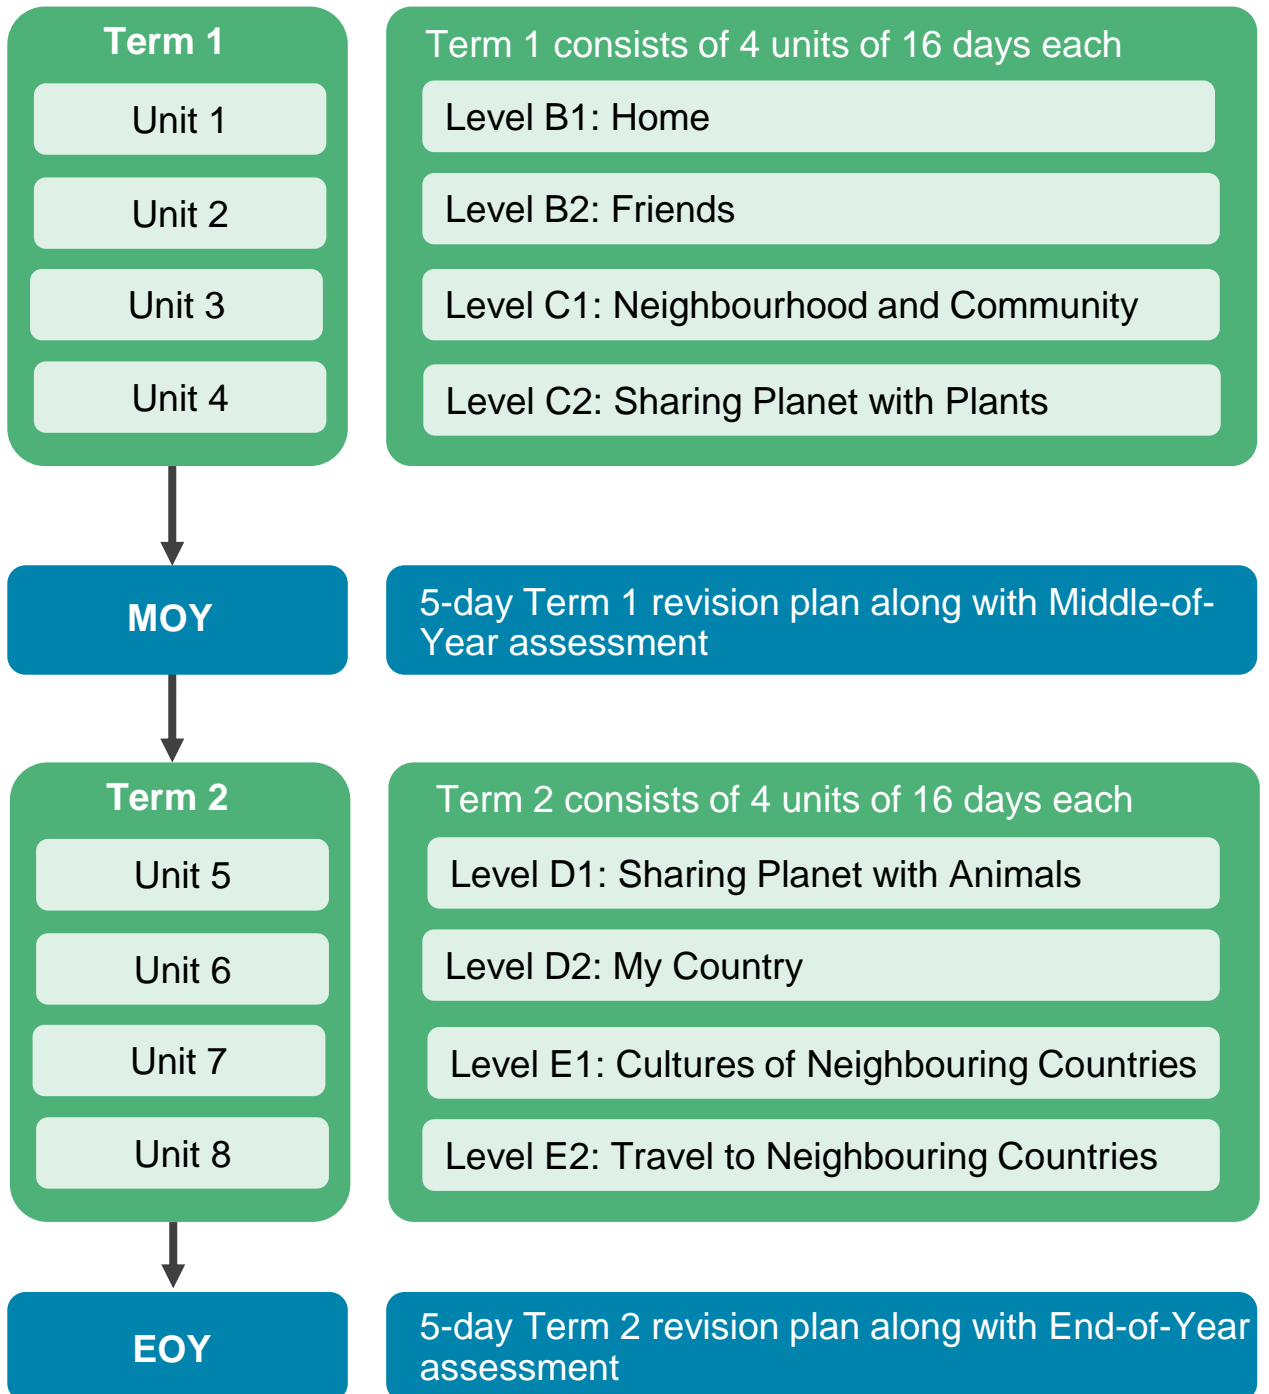 Term 1
Term 1 consists of 4 units of 16 days each
Unit 1
Level B1: Home
Unit 2
Level B2: Friends
Unit 3
Level C1: Neighbourhood and Community
Unit 4
Level C2: Sharing Planet with Plants
MOY
5-day Term 1 revision plan along with Middle-of-
Year assessment
Term 2
Term 2 consists of 4 units of 16 days each
Unit 5
Level D1: Sharing Planet with Animals
Unit 6
Level D2: My Country
Unit 7
Level E1: Cultures of Neighbouring Countries
Unit 8
Level E2: Travel to Neighbouring Countries
EOY
5-day Term 2 revision plan along with End-of-Year
assessment